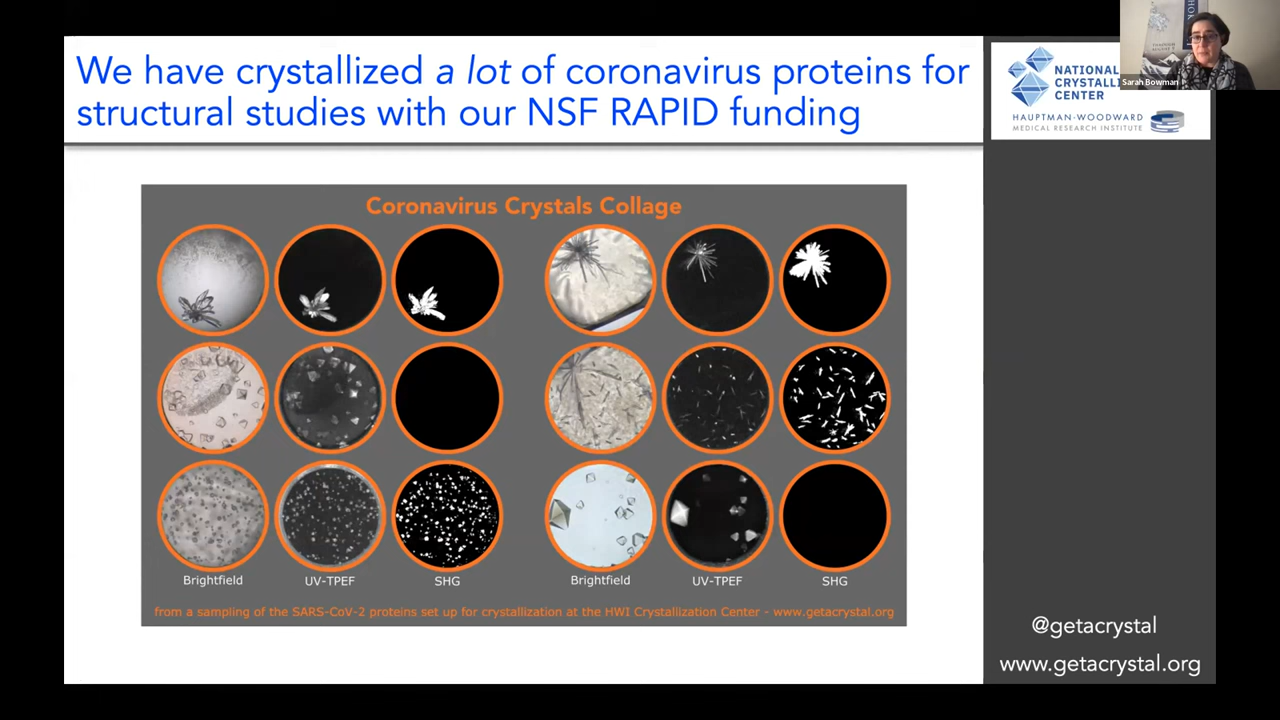 We have crystallized a lot of coronavirus proteins for
structural studies with our NSF RAPID funding
NATIONAL
CENTER
HAUPTMAN-WOODWARD
MEDICAL RESEARCH INSTITUTE
Sarah Bowman
Coronavirus Crystals Collage
Brightfield UV-TPEF SHG Brightfield UV-TPEF SHG
from a sampling of the SARS-CoV-2 proteins set up for crystallization at the HWI Crystallization Center - www.getacrystal.org
@getacrystal
www.getacrystal.org